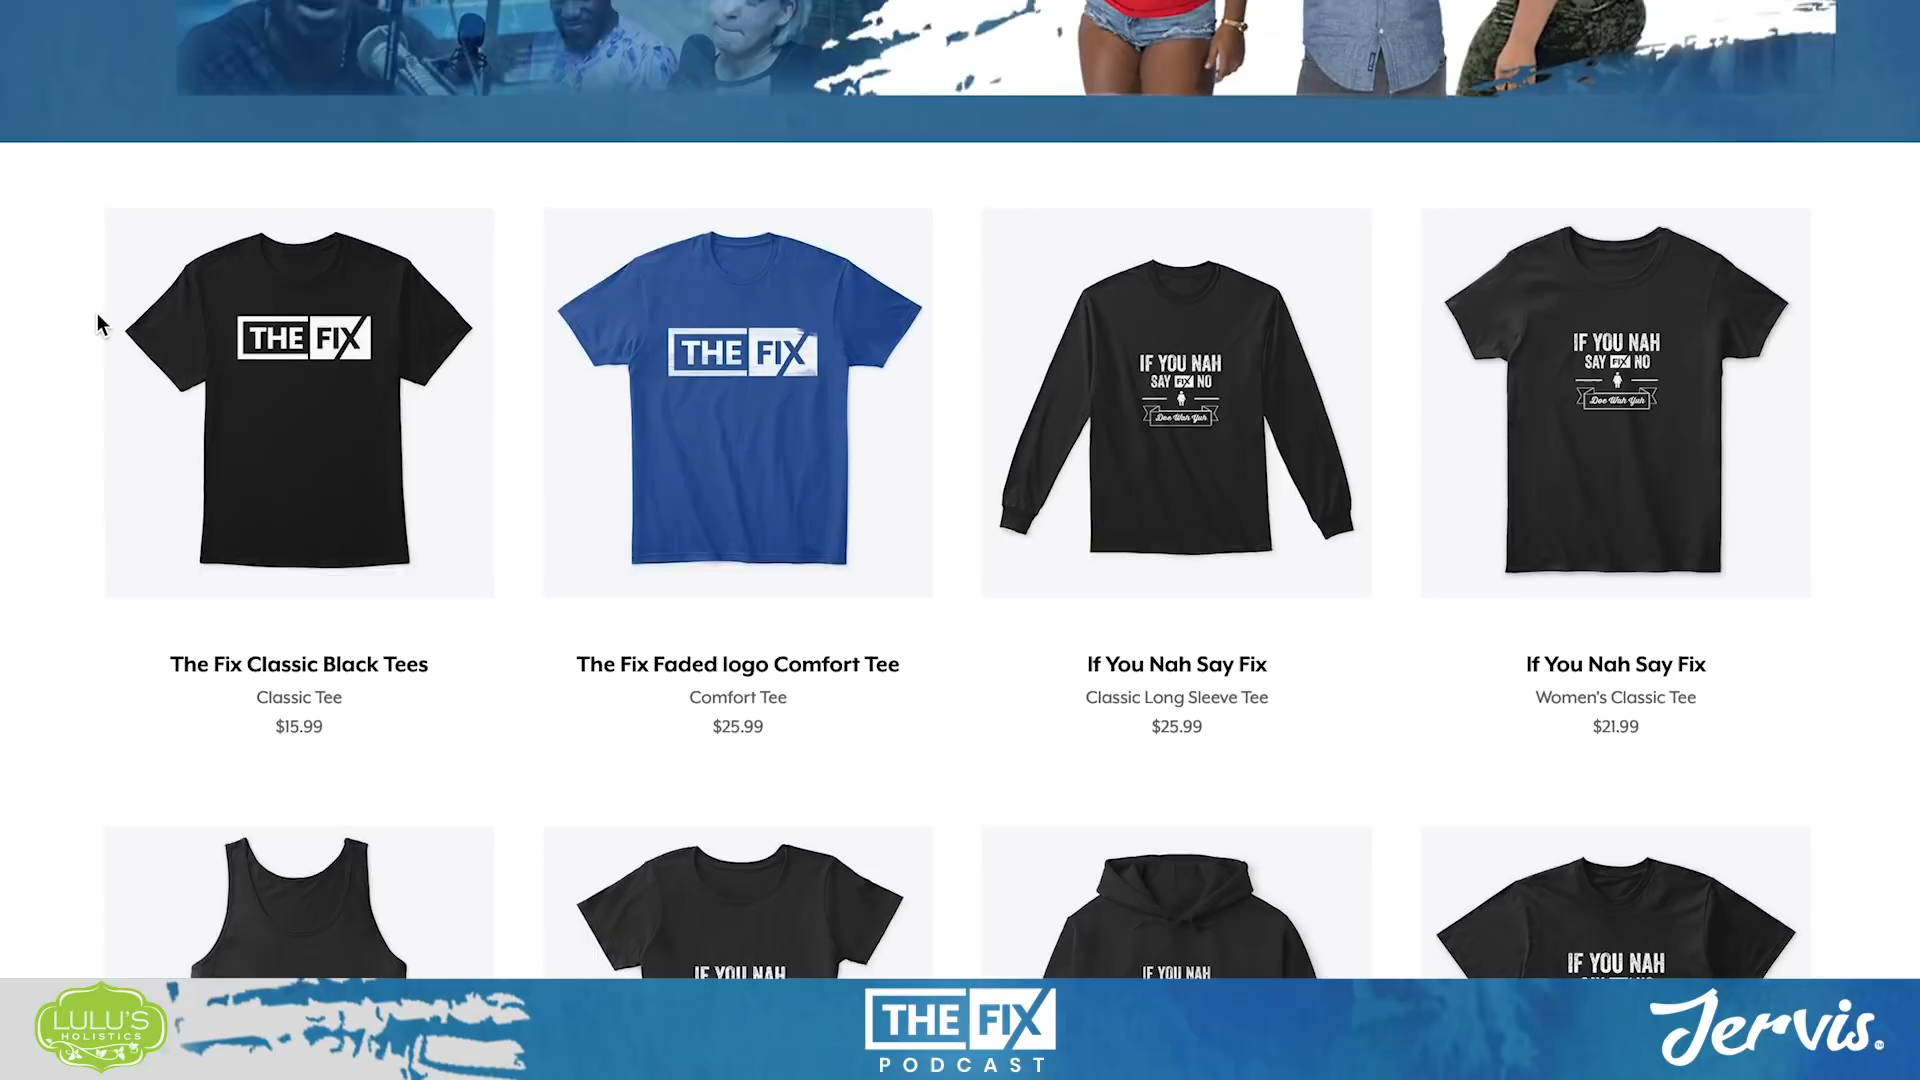 THE FIX
THE FIX
IF YOU NAH
SAY FIX NO
Doe Wah Yuh
IF YOU NAH
SAY FIX NO
Doe Wah Yuh
The Fix Classic Black Tees
Classic Tee
$15.99
The Fix Faded logo Comfort Tee
Comfort Tee
$25.99
If You Nah Say Fix
Classic Long Sleeve Tee
$25.99
If You Nah Say Fix
Women's Classic Tee
$21.99
IF YOU NAH
IF YOU NAH
IF YOU NAH
LULU'S
HOLISTICS
THE FIX
PODCAST
Jervis.